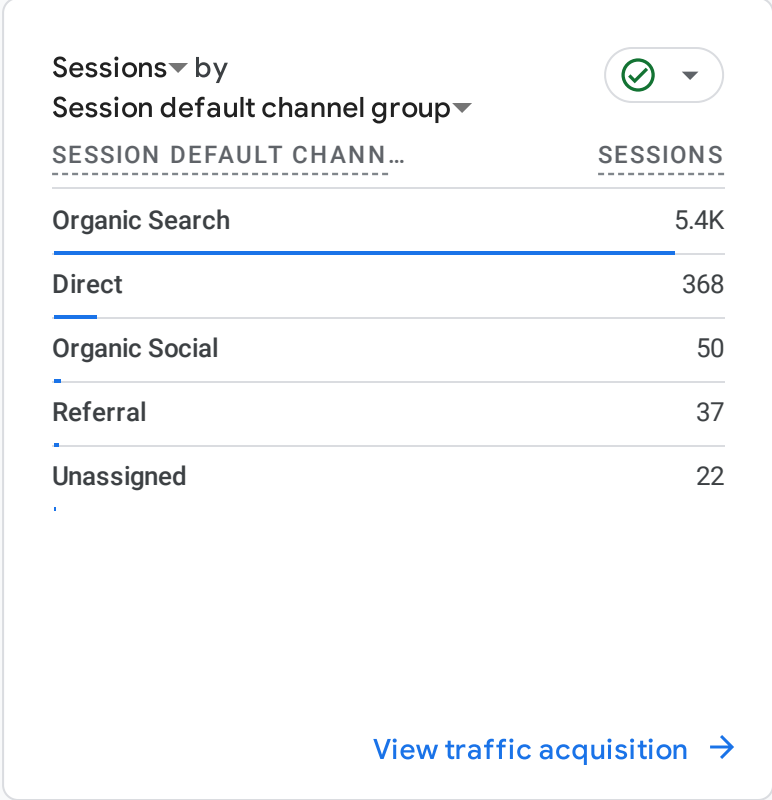 Sessions by
Session default channel group
SESSION DEFAULT CHANN… SESSIONS
Organic Search 5.4K
Direct 368
Organic Social 50
Referral 37
Unassigned 22
View traffic acquisition